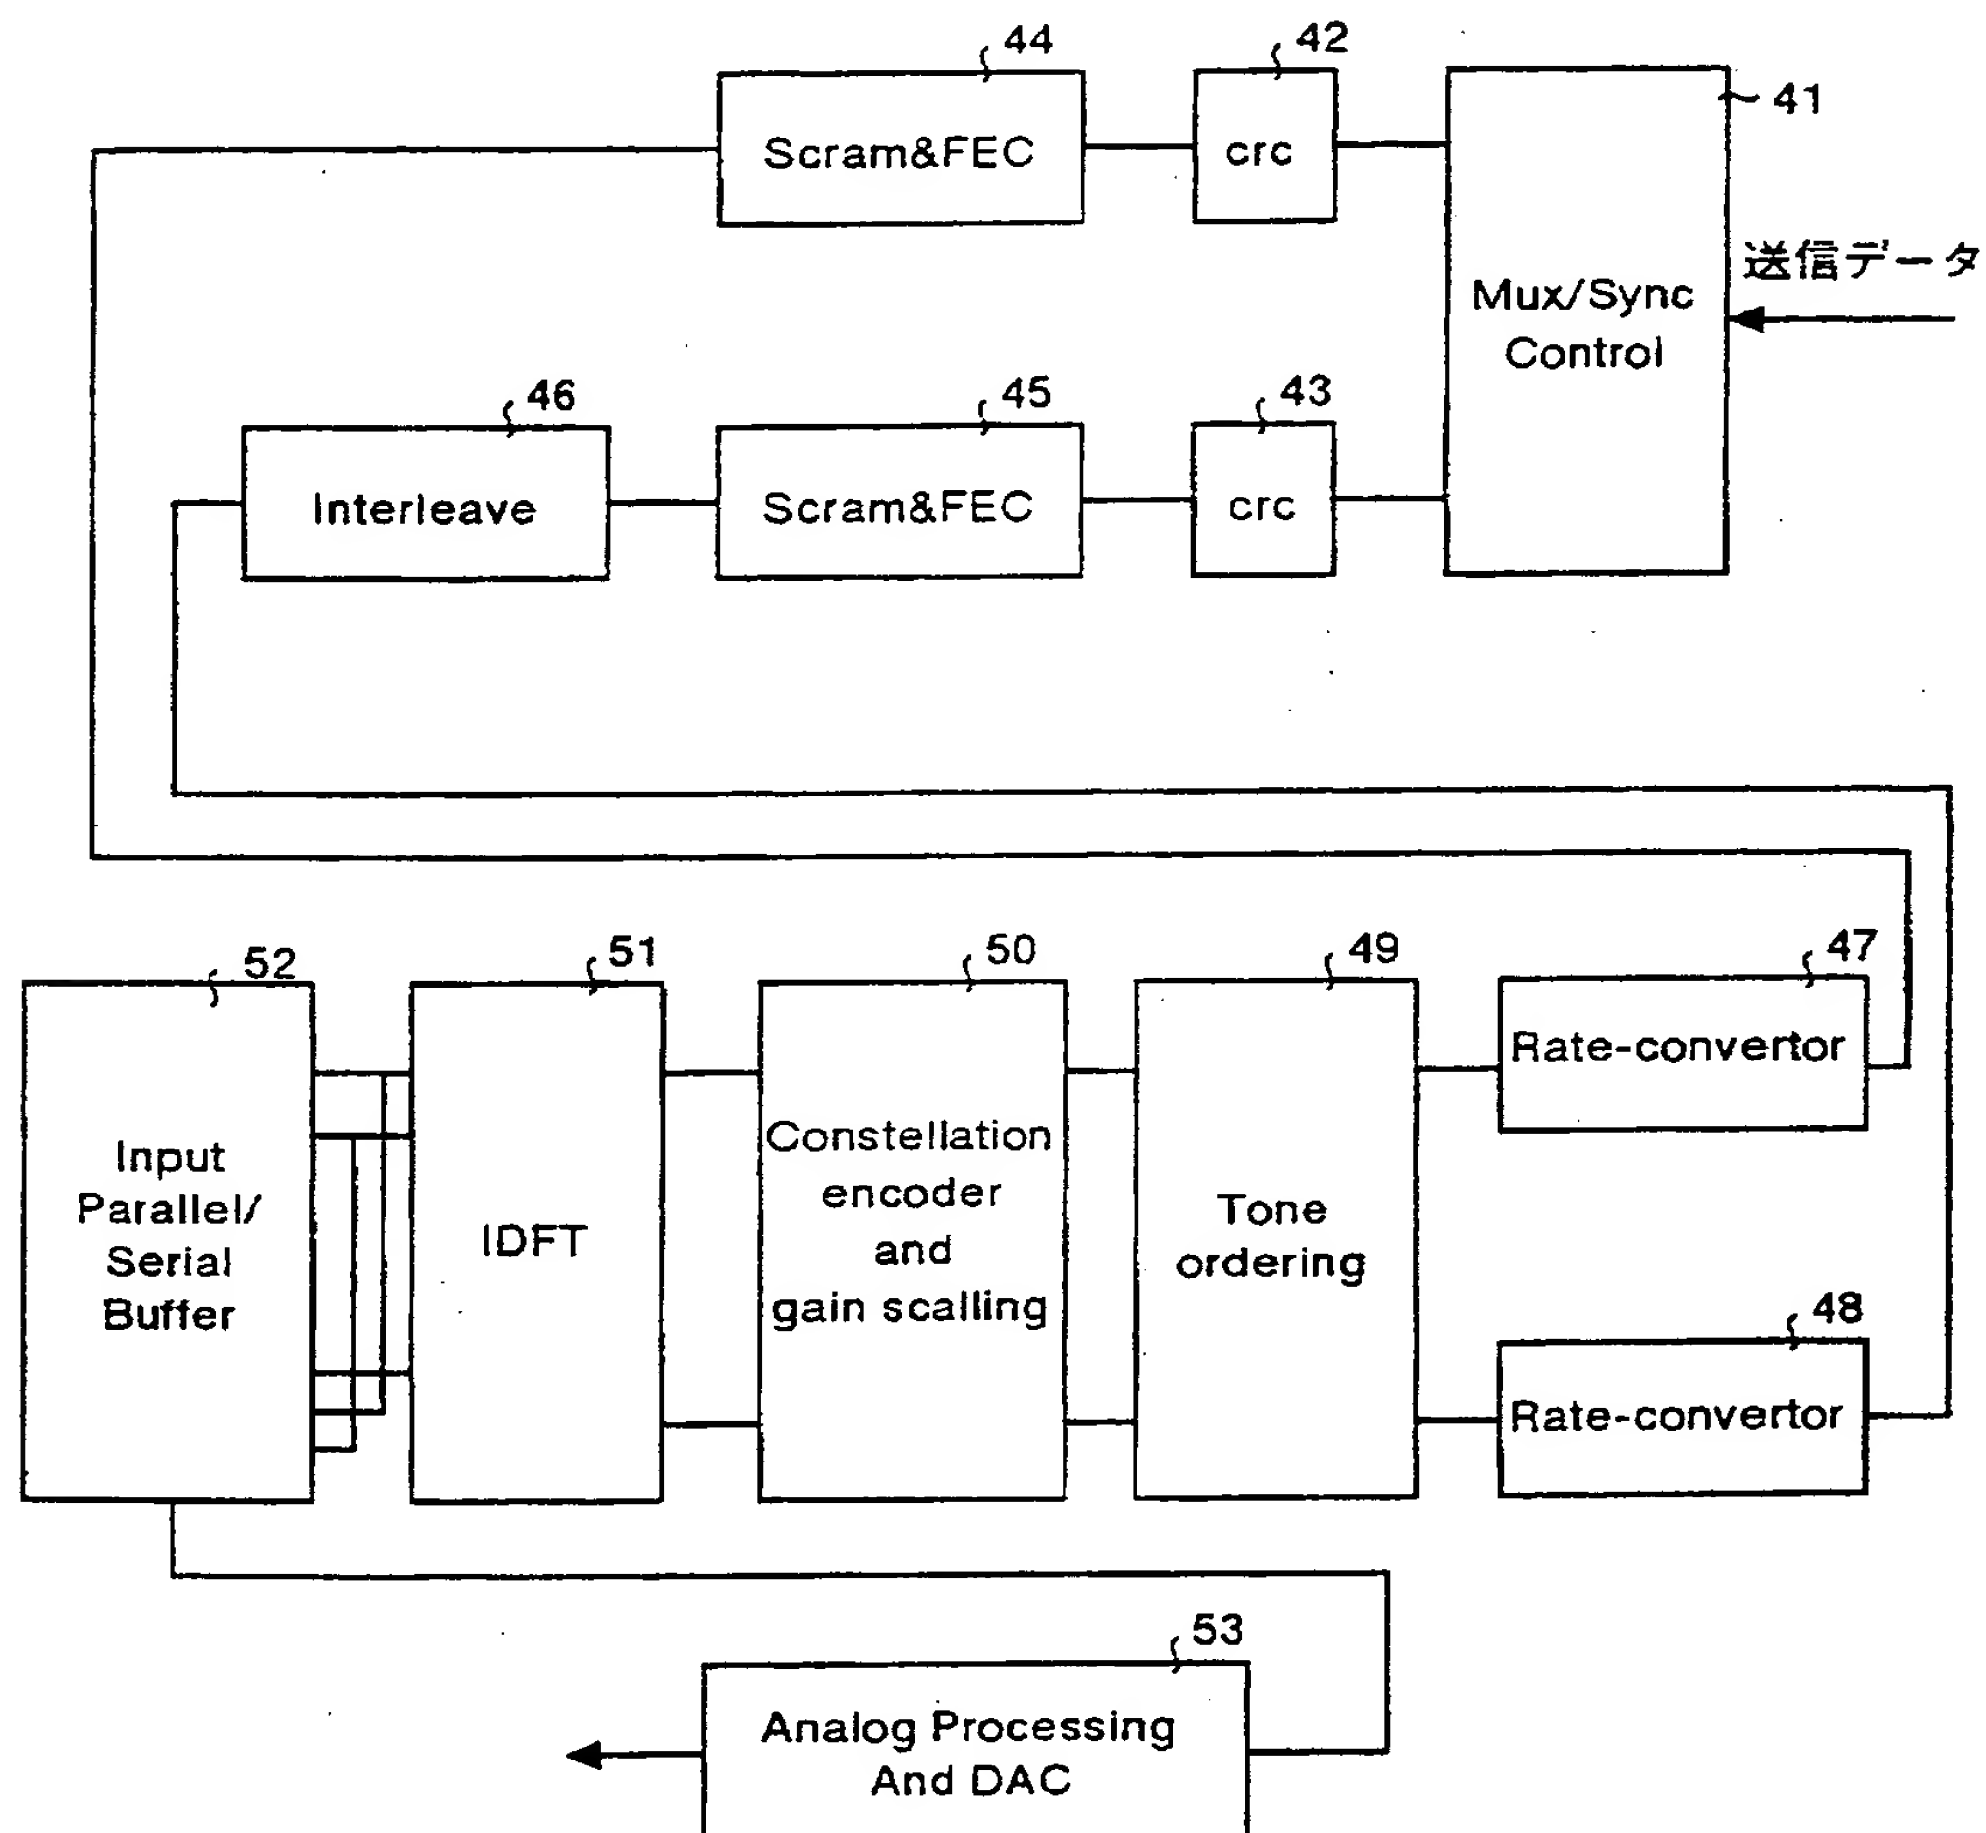 44
42
41
Scram&FEC
crc
送信データ
Mux/Sync
Control
46
45
43
Interleave
Scram&FEC
crc
52
51
50
49
47
Rate-convertor
Input
Parallel/
Serial
Buffer
IDFT
Constellation
encoder
and
gain scalling
Tone
ordering
48
Rate-convertor
53
Analog Processing
And DAC